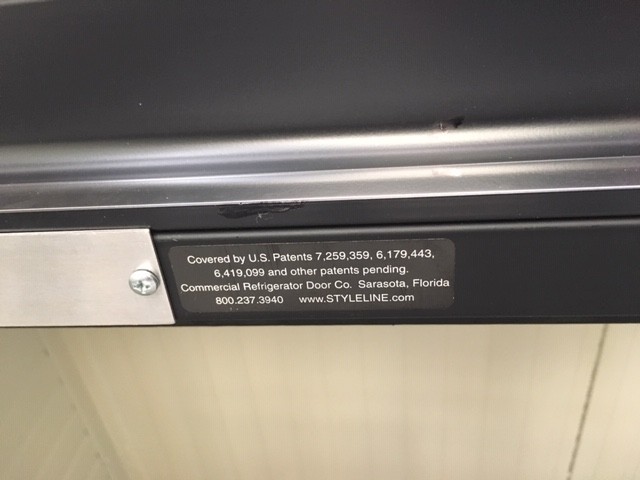 Covered by U.S. Patents 7,259,359, 6,179,443,
6,419,099 and other patents pending.
Commercial Refrigerator Door Co. Sarasota, Florida
800.237.3940 www.STYLELINE.com